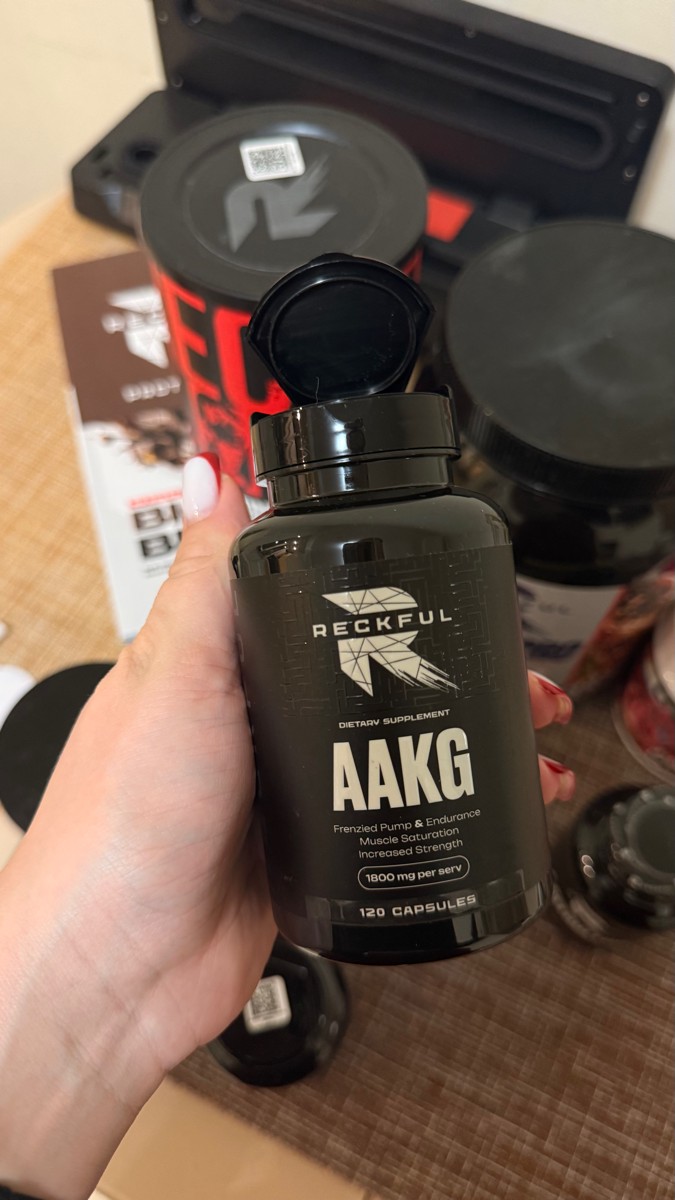 RECKFUL
DIETARY SUPPLEMENT
AAKG
Frenzied Pump & Endurance
Muscle Saturation
Increased Strength
1800 mg per serv
120 CAPSULES